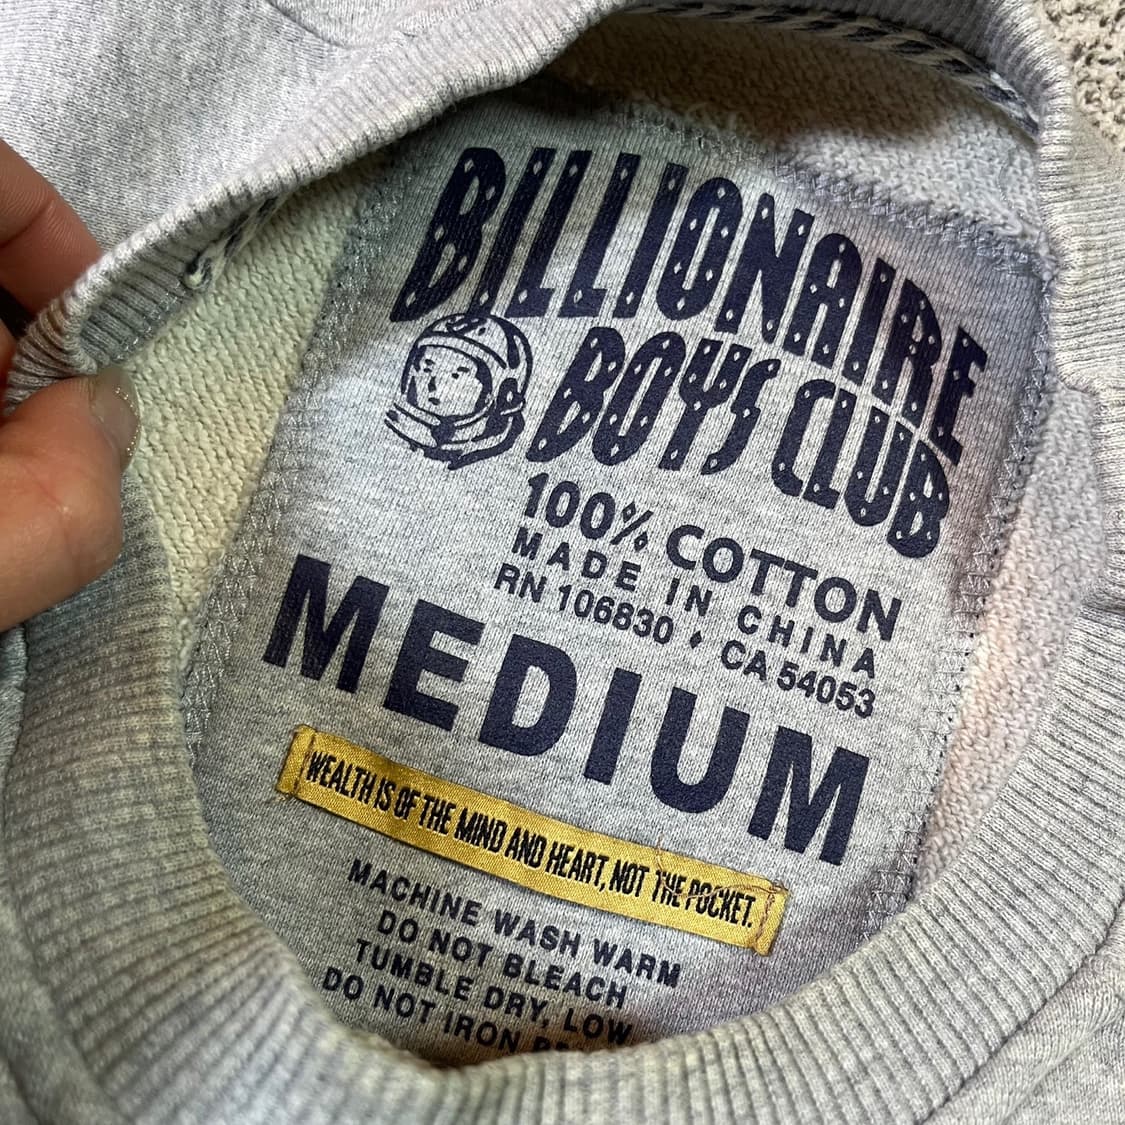 BILLIONAIRE
BOYS CLUB
100% COTTON
MADE IN CHINA
RN 106830 • CA 54053
MEDIUM
WEALTH IS OF THE MIND AND HEART, NOT THE POCKET.
MACHINE WASH WARM
DO NOT BLEACH
TUMBLE DRY, LOW
DO NOT IRON